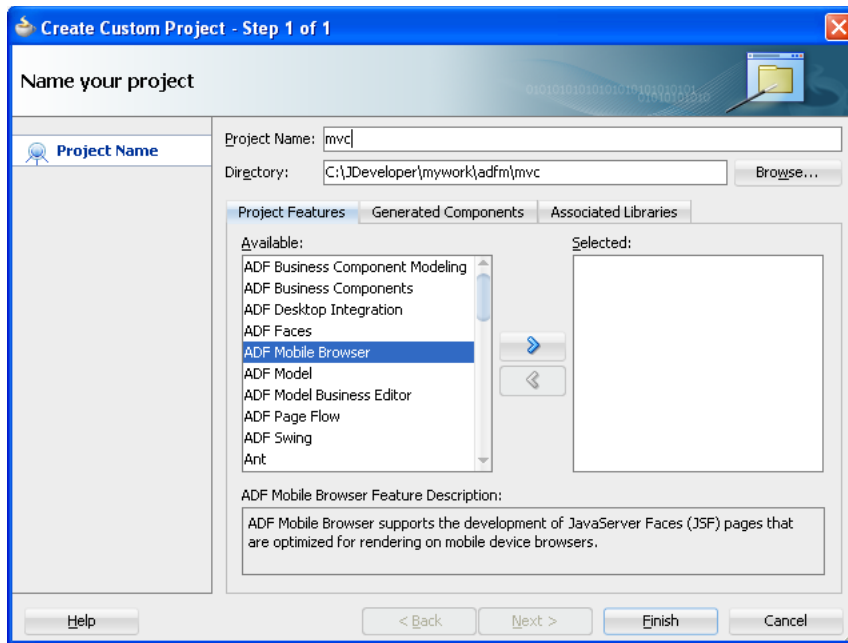 Create Custom Project - Step 1 of 1
Name your project
Project Name
Project Name: mvc
Directory: C:\JDeveloper\mywork\adfm\mvc Browse...
Project Features Generated Components Associated Libraries
Available: Selected:
ADF Business Component Modeling
ADF Business Components
ADF Desktop Integration
ADF Faces
ADF Mobile Browser
ADF Model
ADF Model Business Editor
ADF Page Flow
ADF Swing
Ant
ADF Mobile Browser Feature Description:
ADF Mobile Browser supports the development of JavaServer Faces (JSF) pages that
are optimized for rendering on mobile device browsers.
Help < Back Next > Finish Cancel